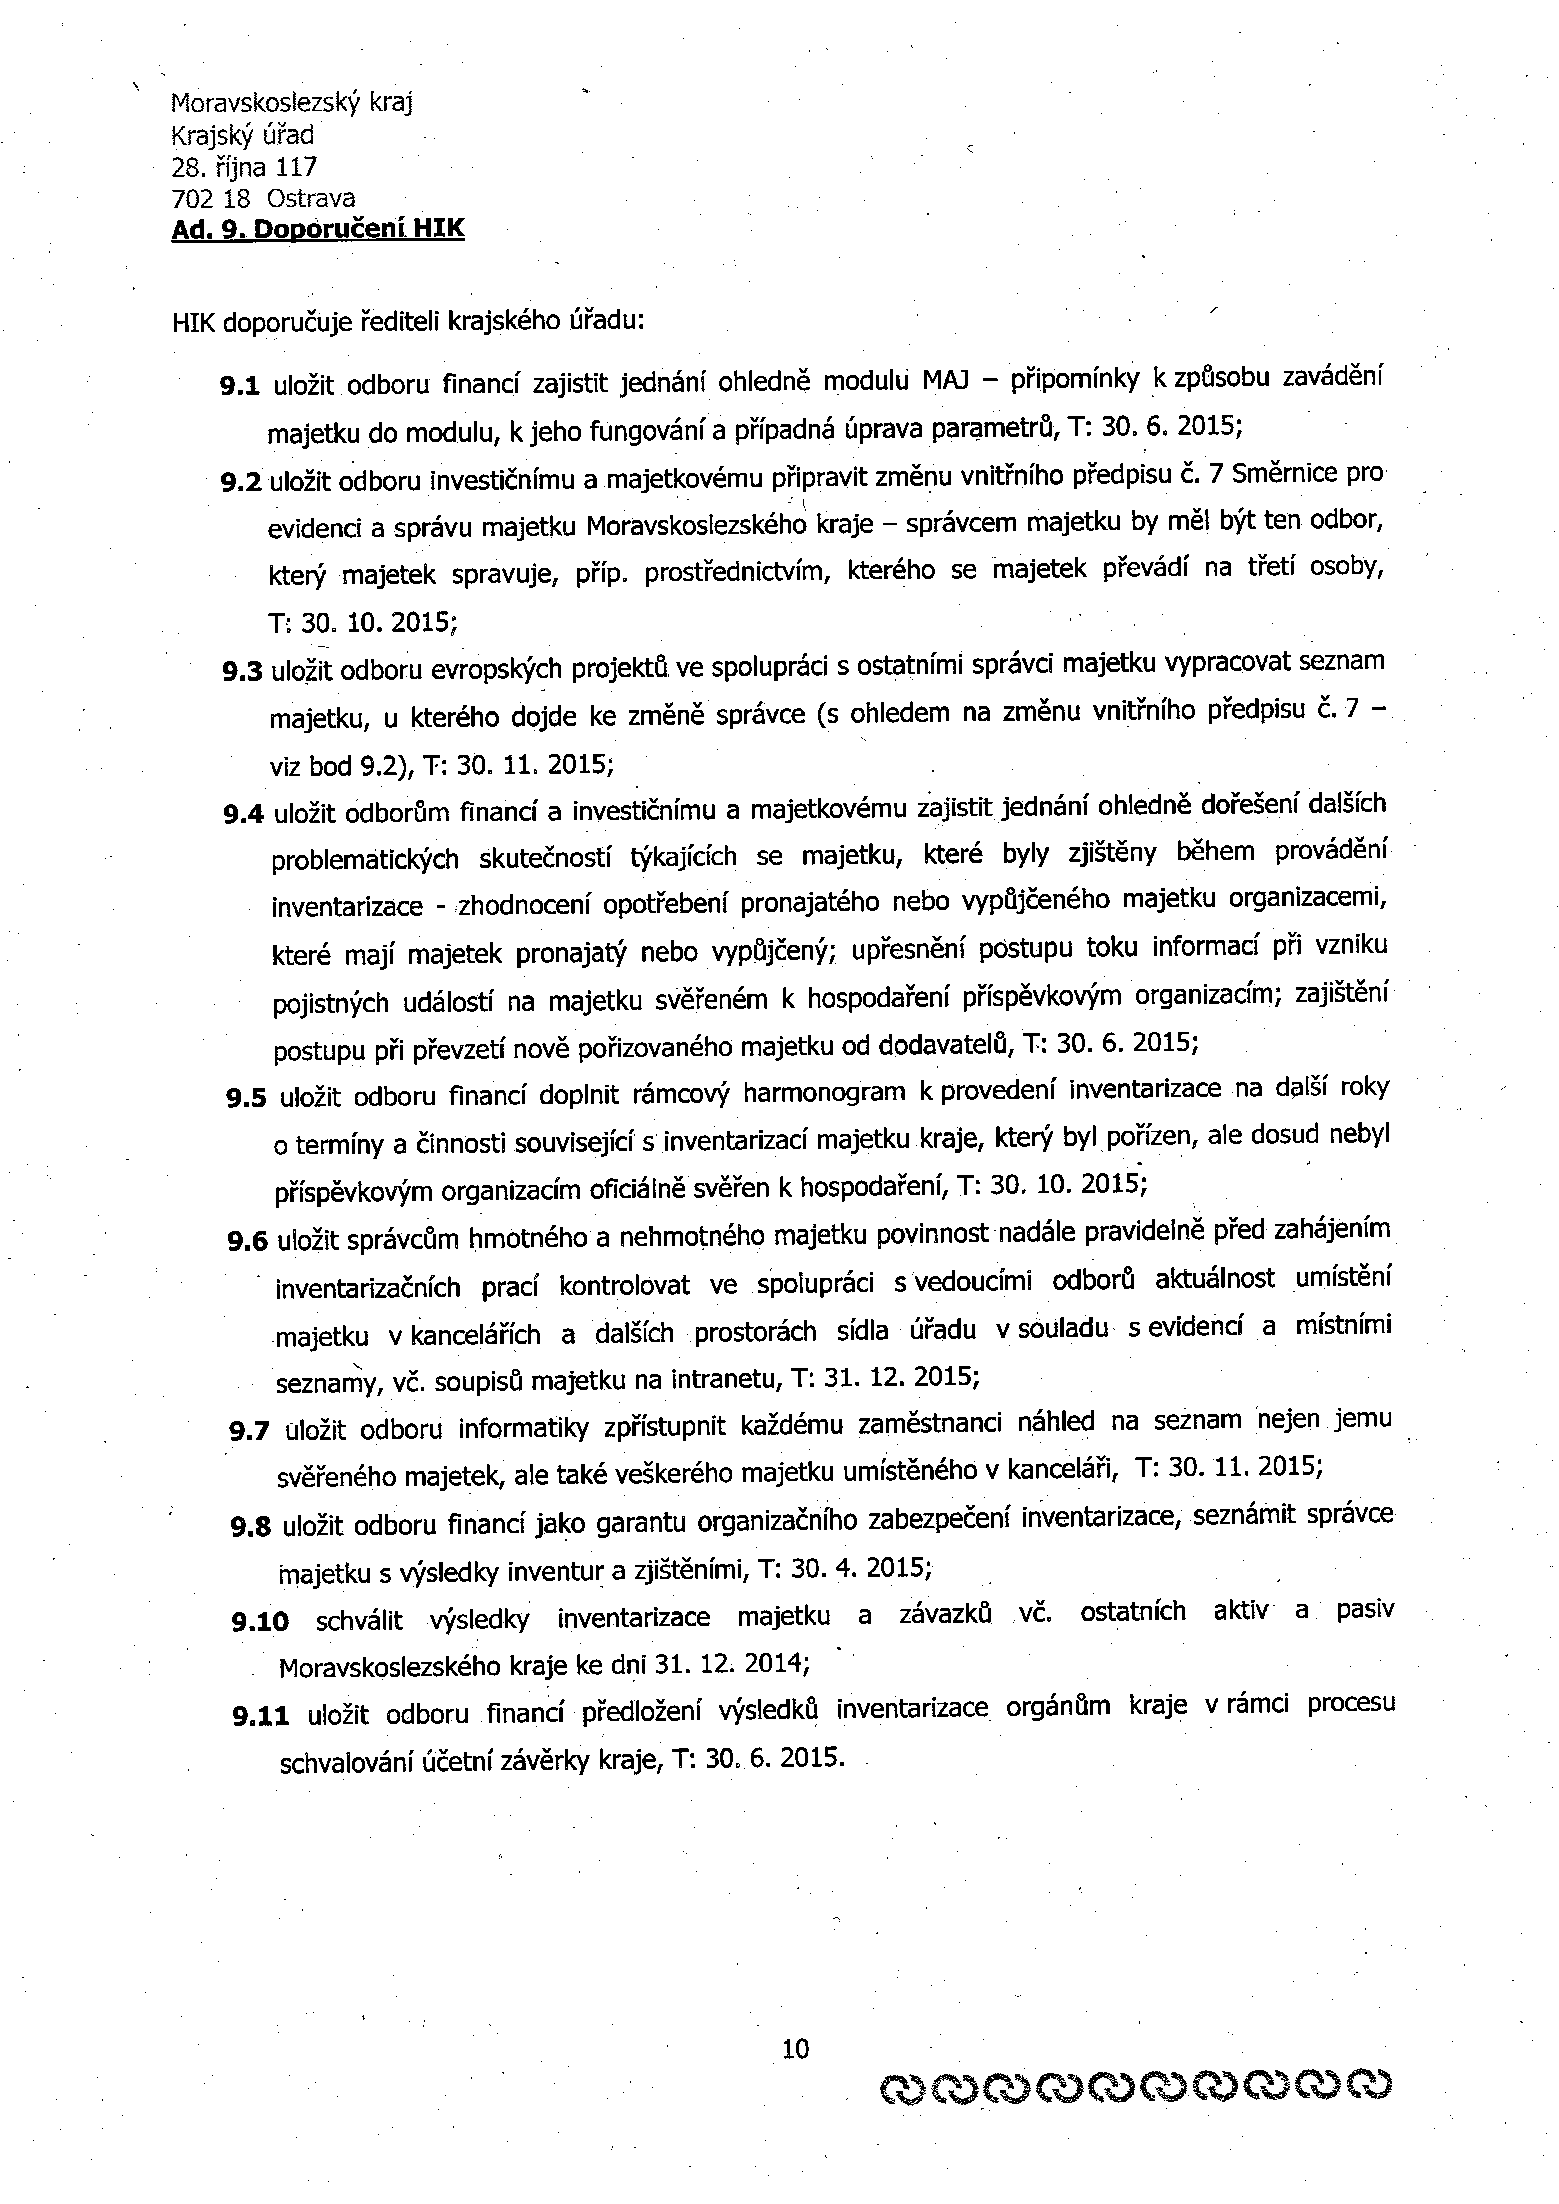 Moravskoslezský kraj
Krajský úřad
28. října 117
702 18 Ostrava
Ad. 9. Doporučení HIK
HIK doporučuje řediteli krajského úřadu:
9.1 uložit odboru financí zajistit jednání ohledně modulu MAJ – připomínky k způsobu zavádění
majetku do modulu, k jeho fungování a případná úprava parametrů, T: 30. 6. 2015;
9.2 uložit odboru investičnímu a majetkovému připravit změnu vnitřního předpisu č. 7 Směrnice pro
evidenci a správu majetku Moravskoslezského kraje – správcem majetku by měl být ten odbor,
který majetek spravuje, příp. prostřednictvím, kterého se majetek převádí na třetí osoby,
T: 30. 10. 2015;
9.3 uložit odboru evropských projektů ve spolupráci s ostatními správci majetku vypracovat seznam
majetku, u kterého dojde ke změně správce (s ohledem na změnu vnitřního předpisu č. 7 –
viz bod 9.2), T: 30. 11. 2015;
9.4 uložit odborům financí a investičnímu a majetkovému zajistit jednání ohledně dořešení dalších
problematických skutečností týkajících se majetku, které byly zjištěny během provádění
inventarizace - zhodnocení opotřebení pronajatého nebo vypůjčeného majetku organizacemi,
které mají majetek pronajatý nebo vypůjčený; upřesnění postupu toku informací při vzniku
pojistných událostí na majetku svěřeném k hospodaření příspěvkovým organizacím; zajištění
postupu při převzetí nově pořizovaného majetku od dodavatelů, T: 30. 6. 2015;
9.5 uložit odboru financí doplnit rámcový harmonogram k provedení inventarizace na další roky
o termíny a činnosti související s inventarizací majetku kraje, který byl pořízen, ale dosud nebyl
příspěvkovým organizacím oficiálně svěřen k hospodaření, T: 30. 10. 2015;
9.6 uložit správcům hmotného a nehmotného majetku povinnost nadále pravidelně před zahájením
inventarizačních prací kontrolovat ve spolupráci s vedoucími odborů aktuálnost umístění
majetku v kancelářích a dalších prostorách sídla úřadu v souladu s evidencí a místními
seznamy, vč. soupisů majetku na intranetu, T: 31. 12. 2015;
9.7 uložit odboru informatiky zpřístupnit každému zaměstnanci náhled na seznam nejen jemu
svěřeného majetek, ale také veškerého majetku umístěného v kanceláři, T: 30. 11. 2015;
9.8 uložit odboru financí jako garantu organizačního zabezpečení inventarizace, seznámit správce
majetku s výsledky inventur a zjištěními, T: 30. 4. 2015;
9.10 schválit výsledky inventarizace majetku a závazků vč. ostatních aktiv a pasiv
Moravskoslezského kraje ke dni 31. 12. 2014;
9.11 uložit odboru financí předložení výsledků inventarizace orgánům kraje v rámci procesu
schvalování účetní závěrky kraje, T: 30. 6. 2015.
10